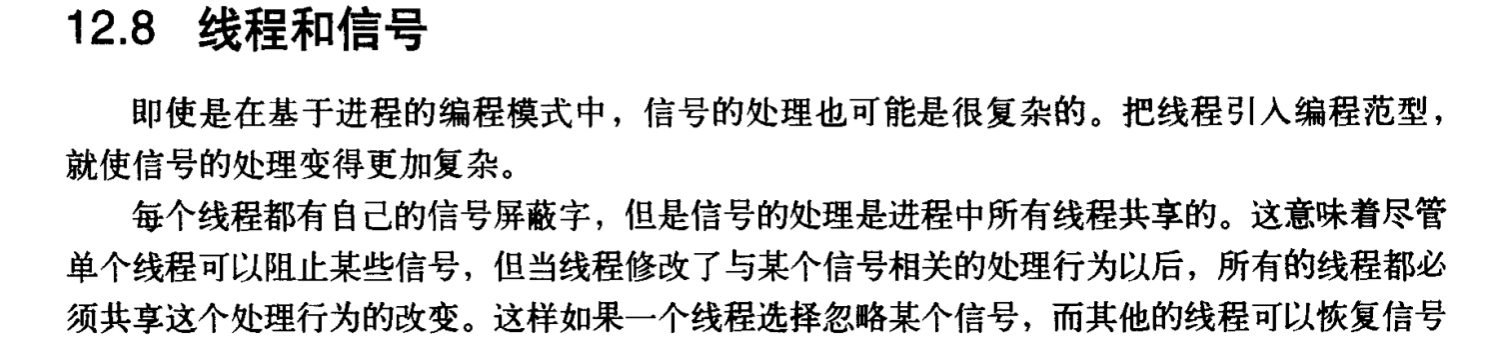 12.8 线程和信号
即使是在基于进程的编程模式中，信号的处理也可能是很复杂的。把线程引入编程范型，
就使信号的处理变得更加复杂。
每个线程都有自己的信号屏蔽字，但是信号的处理是进程中所有线程共享的。这意味着尽管
单个线程可以阻止某些信号，但当线程修改了与某个信号相关的处理行为以后，所有的线程都必
须共享这个处理行为的改变。这样如果一个线程选择忽略某个信号，而其他的线程可以恢复信号